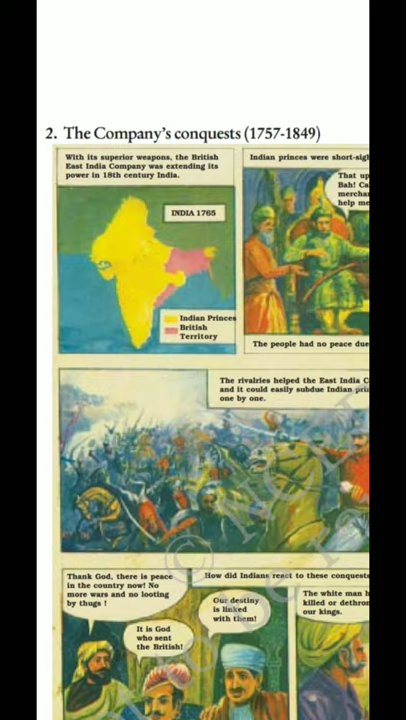 2. The Company's conquests (1757-1849)
With its superior weapons, the British
East India Company was extending its
power in 18th century India.
INDIA 1765
Indian Princes
British
Territory
Indian princes were short-sigh
That up
Bah! Ca
merchan
help me
The people had no peace due
The rivalries helped the East India C
and it could easily subdue Indian prin
one by one.
Thank God, there is peace
in the country now! No
more wars and no looting
by thugs !
It is God
who sent
the British!
How did Indians react to these conquests
Our destiny
is linked
with them!
The white man h
killed or dethron
our kings.